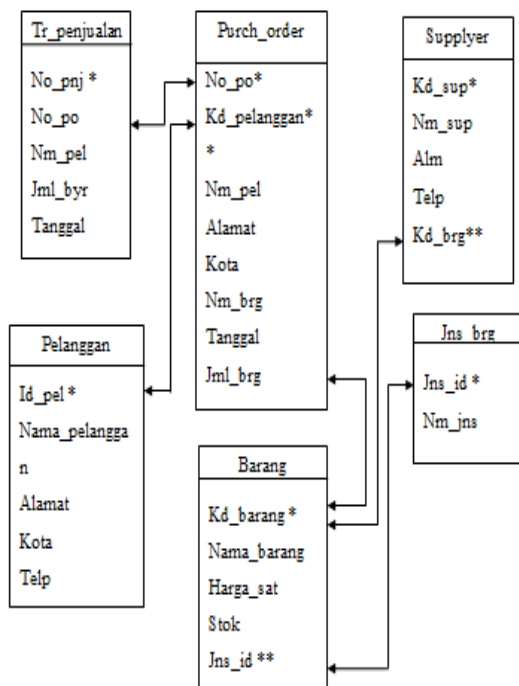 Tr_penjualan
No_pnj *
No_po
Nm_pel
Jml_byr
Tanggal
Purch_order
No_po*
Kd_pelanggan*
*
Nm_pel
Alamat
Kota
Nm_brg
Tanggal
Jml_brg
Supplyer
Kd_sup*
Nm_sup
Alm
Telp
Kd_brg**
Pelanggan
Id_pel *
Nama_pelangga
n
Alamat
Kota
Telp
Barang
Kd_barang *
Nama_barang
Harga_sat
Stok
Jns_id **
Jns_brg
Jns_id *
Nm_jns